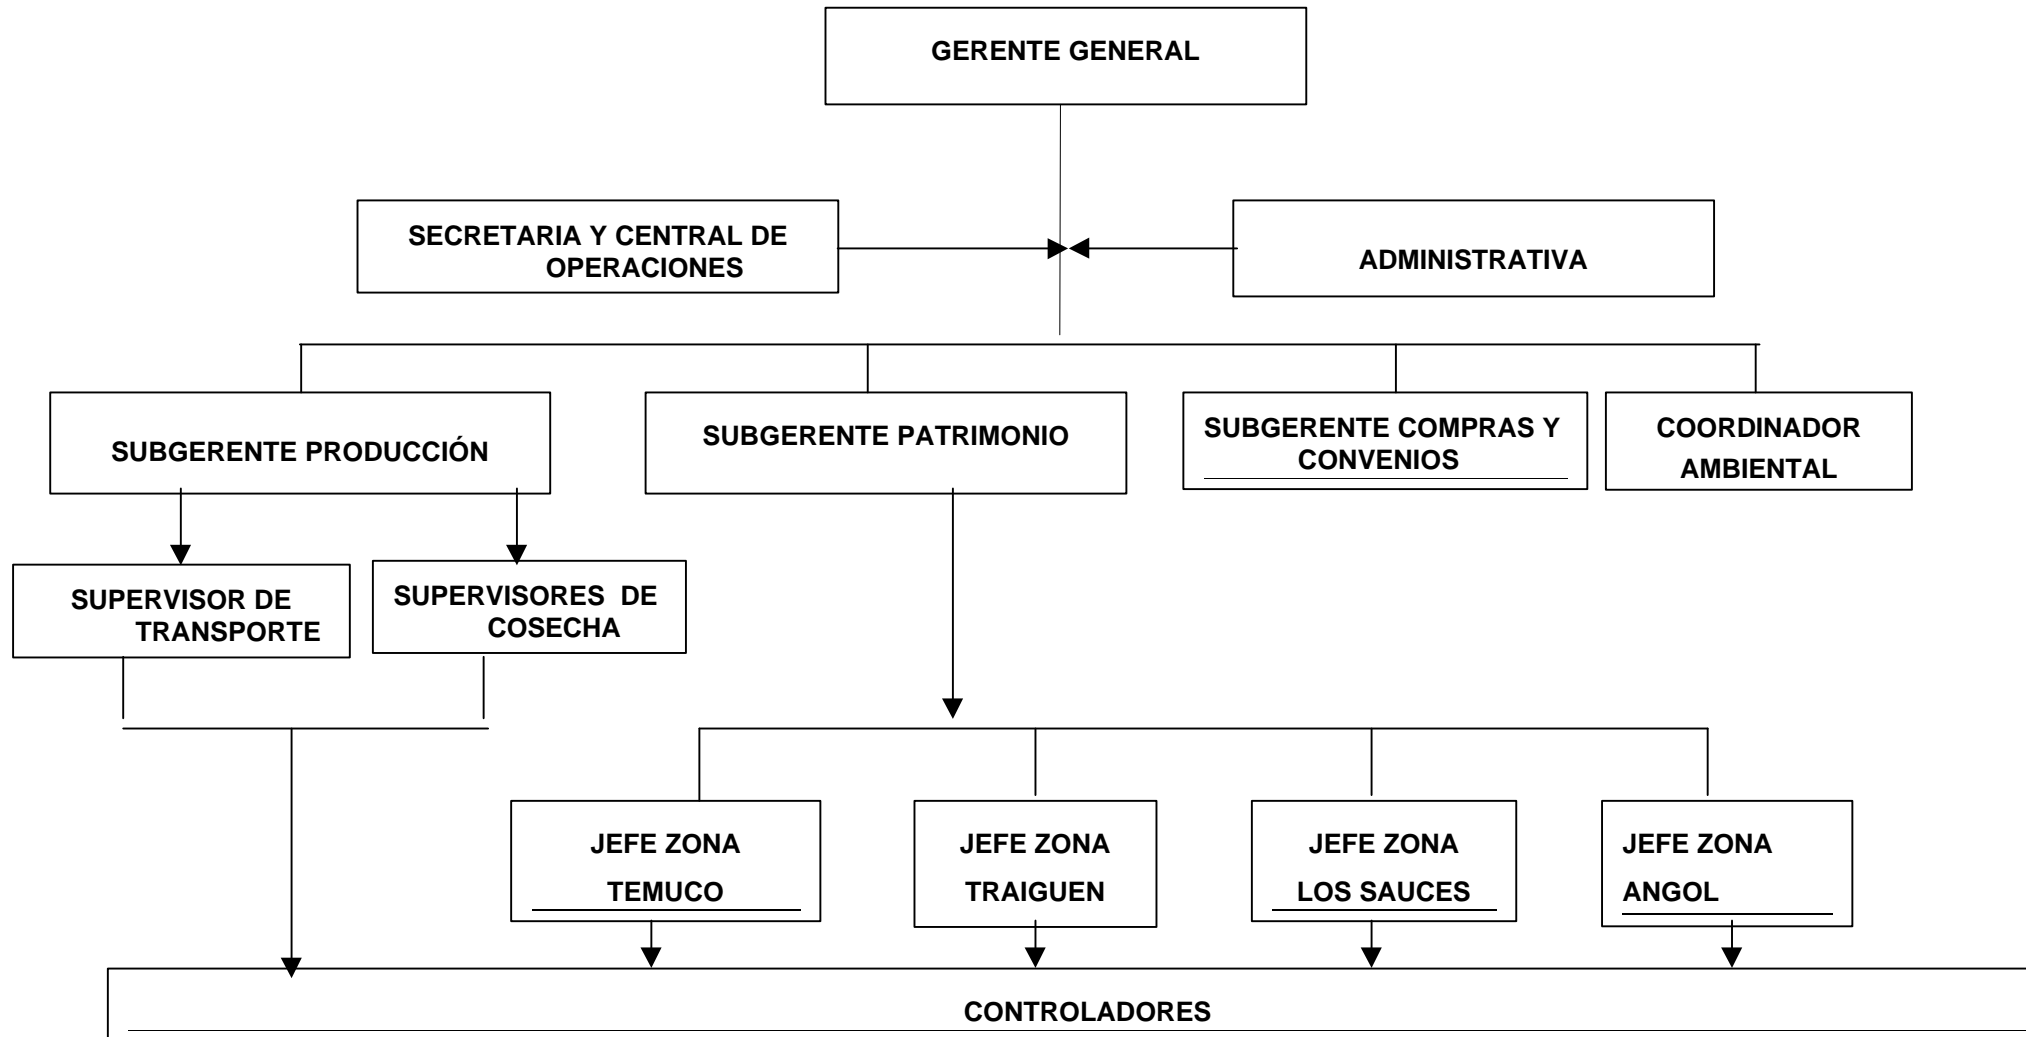 GERENTE GENERAL
SECRETARIA Y CENTRAL DE
OPERACIONES
ADMINISTRATIVA
SUBGERENTE PRODUCCIÓN
SUBGERENTE PATRIMONIO
SUBGERENTE COMPRAS Y
CONVENIOS
COORDINADOR
AMBIENTAL
SUPERVISOR DE
TRANSPORTE
SUPERVISORES DE
COSECHA
JEFE ZONA
TEMUCO
JEFE ZONA
TRAIGUEN
JEFE ZONA
LOS SAUCES
JEFE ZONA
ANGOL
CONTROLADORES